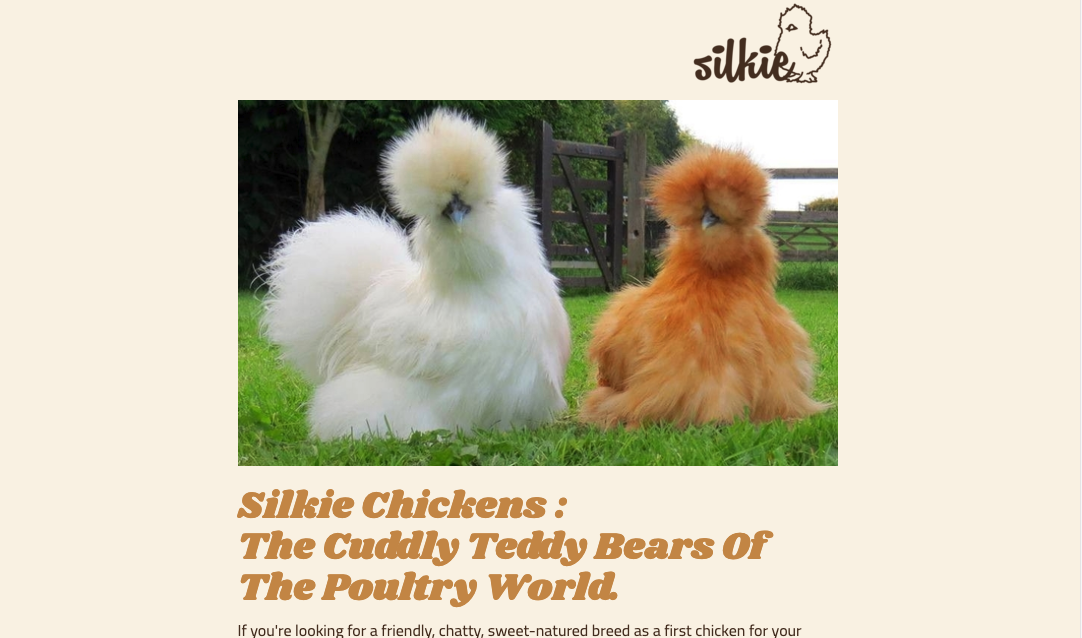 silkie
Silkie Chickens :
The Cuddly Teddy Bears Of
The Poultry World.
If you're looking for a friendly, chatty, sweet-natured breed as a first chicken for your